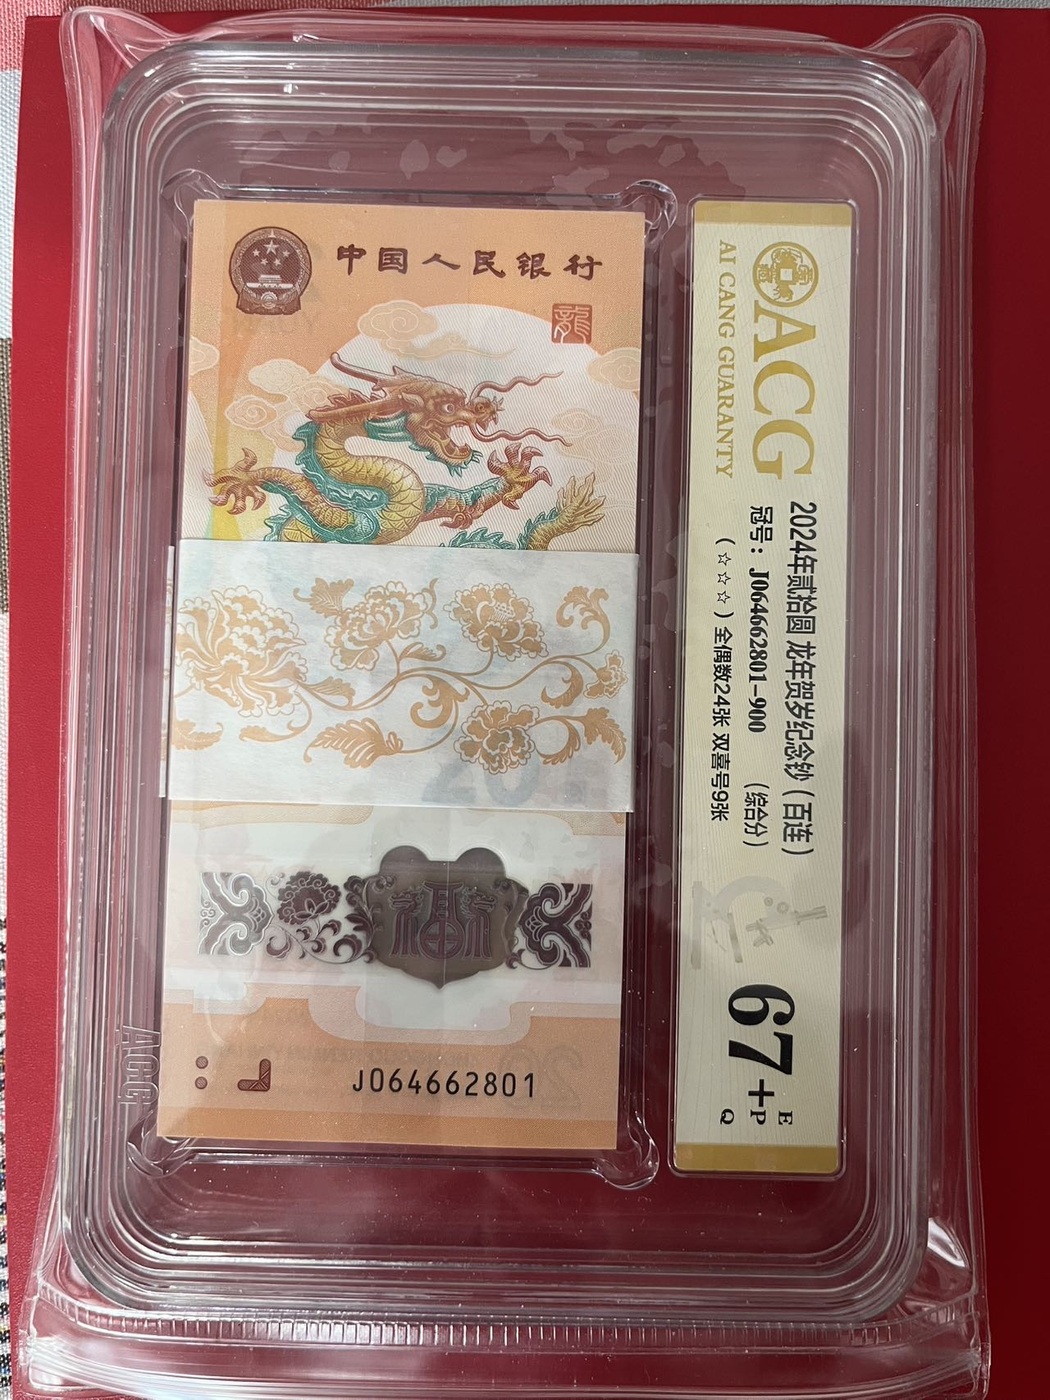 中国人民银行
龍
J064662801
ACG
AI CANG GUARANTY
2024年贰拾圆 龙年贺岁纪念钞（百连）
冠号：J064662801-900 （综合分）
（☆☆☆）全偶数24张 双喜号9张
67+
E
P
Q
ACG